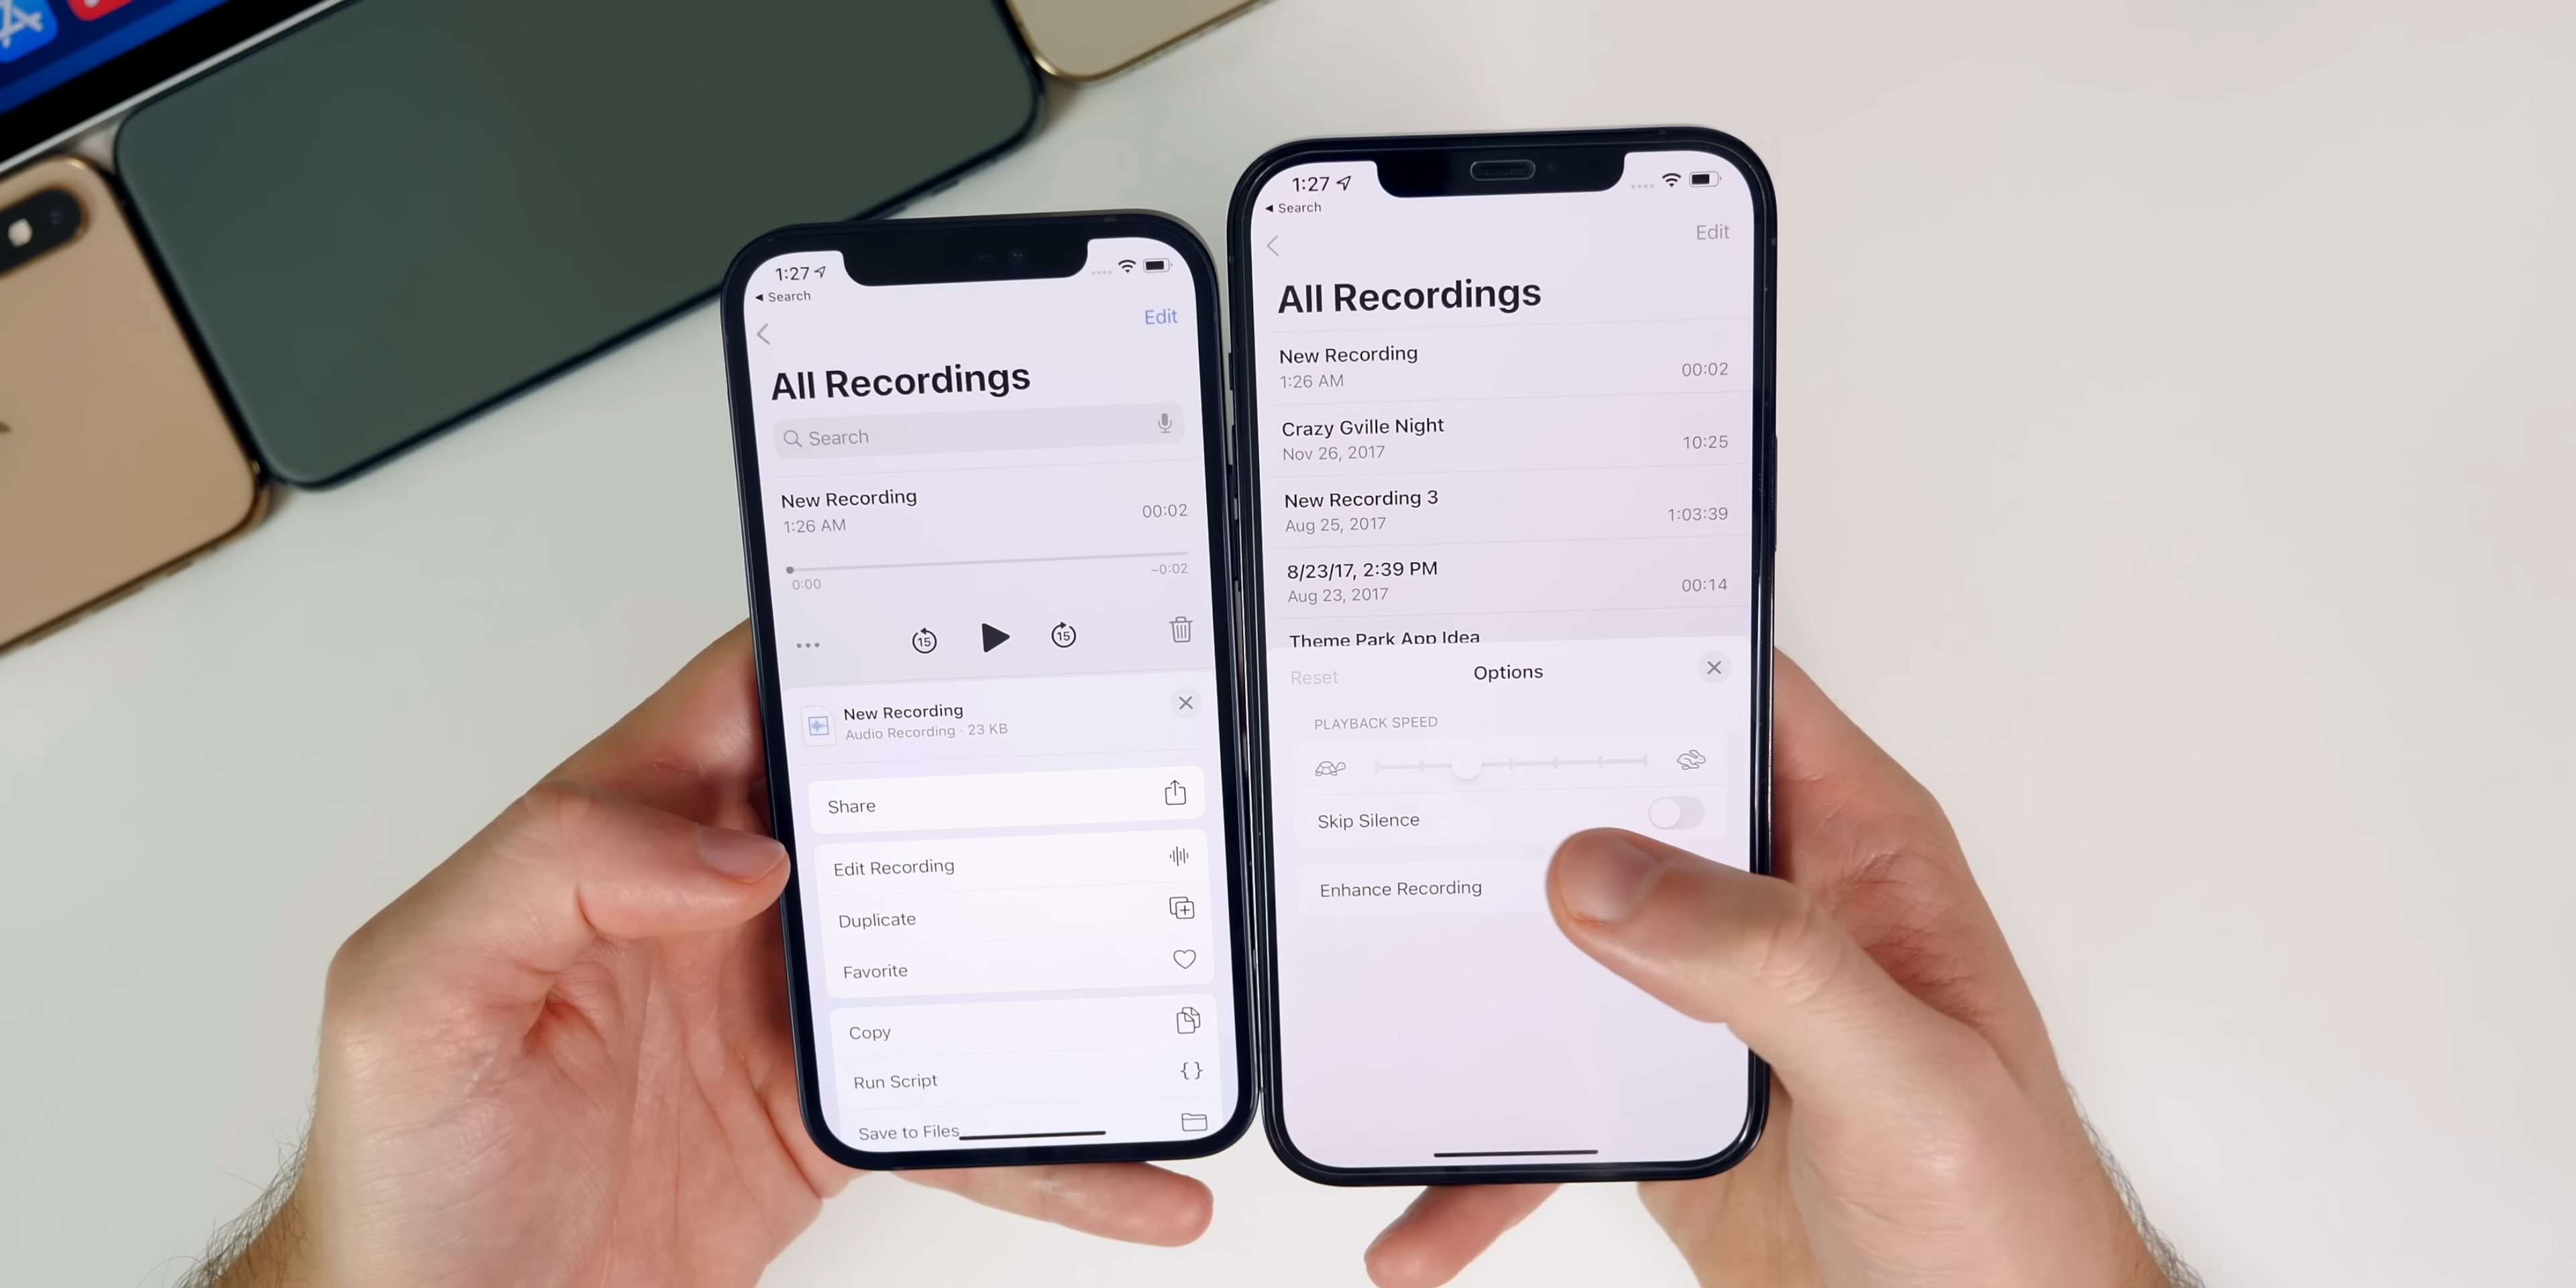 1:27
Search
Edit
All Recordings
Search
New Recording
1:26 AM
00:02
0:00
-0:02
15
15
New Recording
Audio Recording · 23 KB
Share
Edit Recording
Duplicate
Favorite
Copy
Run Script
{}
Save to Files
1:27
Search
Edit
All Recordings
New Recording
1:26 AM
00:02
Crazy Gville Night
Nov 26, 2017
10:25
New Recording 3
Aug 25, 2017
1:03:39
8/23/17, 2:39 PM
Aug 23, 2017
00:14
Theme Park App Idea
Reset
Options
PLAYBACK SPEED
Skip Silence
Enhance Recording